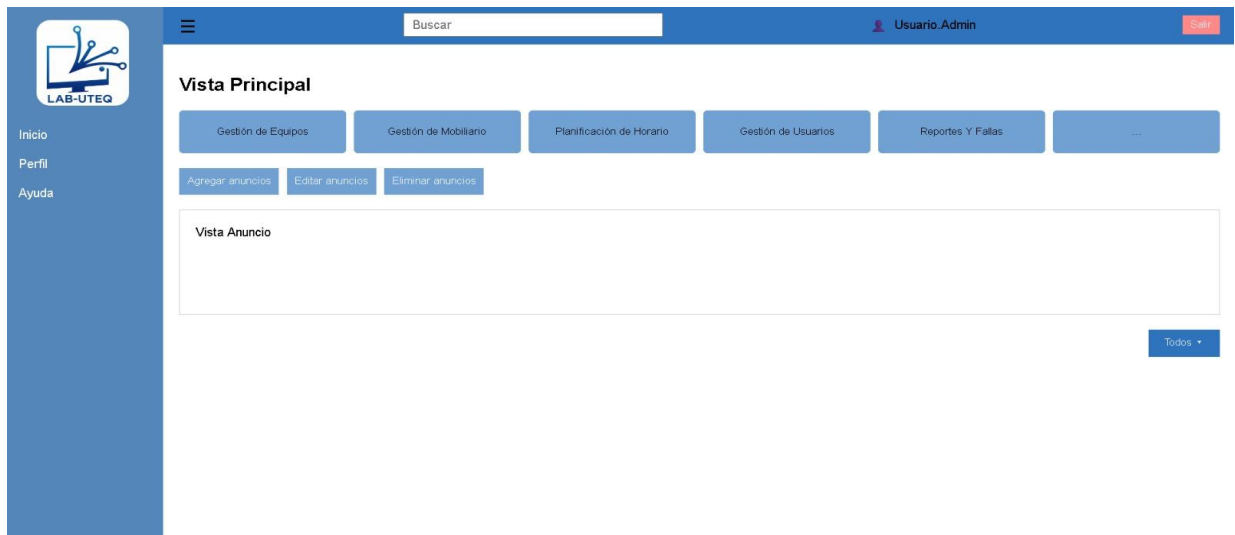 LAB-UTEQ
Inicio
Perfil
Ayuda
Buscar
Usuario.Admin
Salir
Vista Principal
Gestión de Equipos
Gestión de Mobiliario
Planificación de Horario
Gestión de Usuarios
Reportes Y Fallas
...
Agregar anuncios
Editar anuncios
Eliminar anuncios
Vista Anuncio
Todos